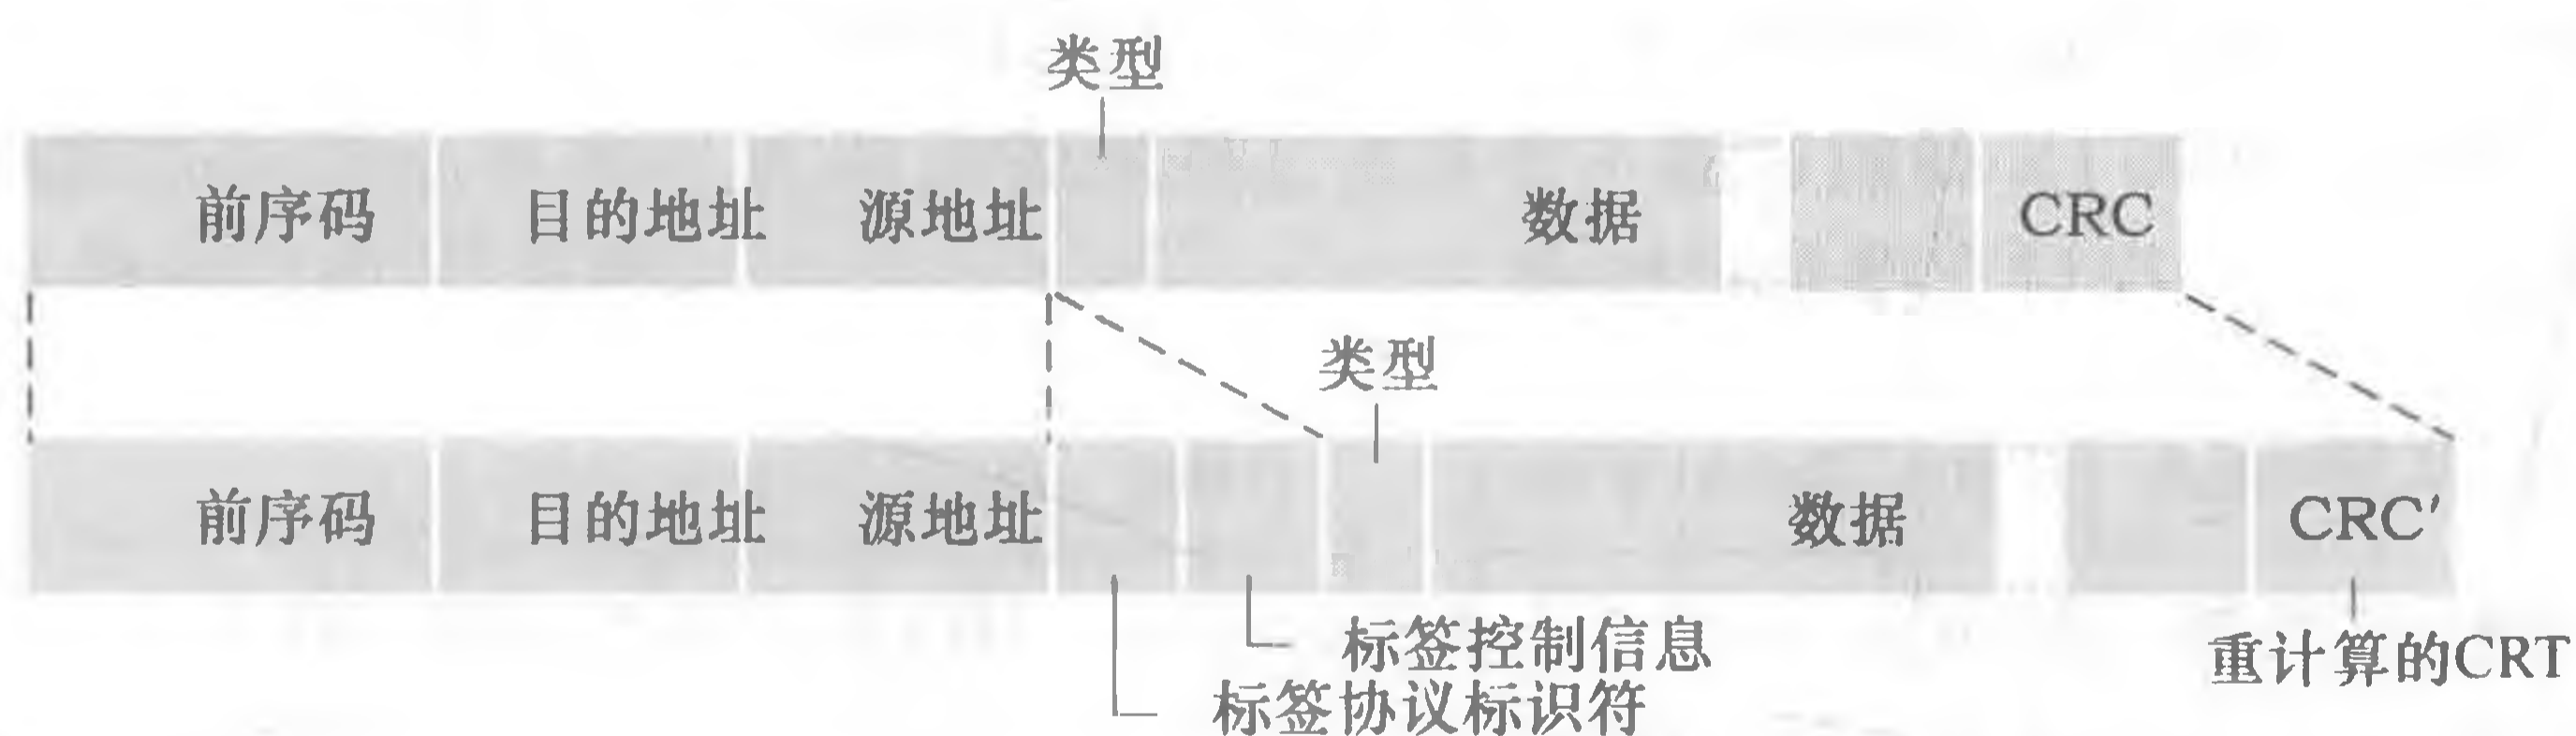 类型
前序码 目的地址 源地址 数据 CRC
类型
前序码 目的地址 源地址 数据 CRC′
标签控制信息
重计算的CRT
标签协议标识符